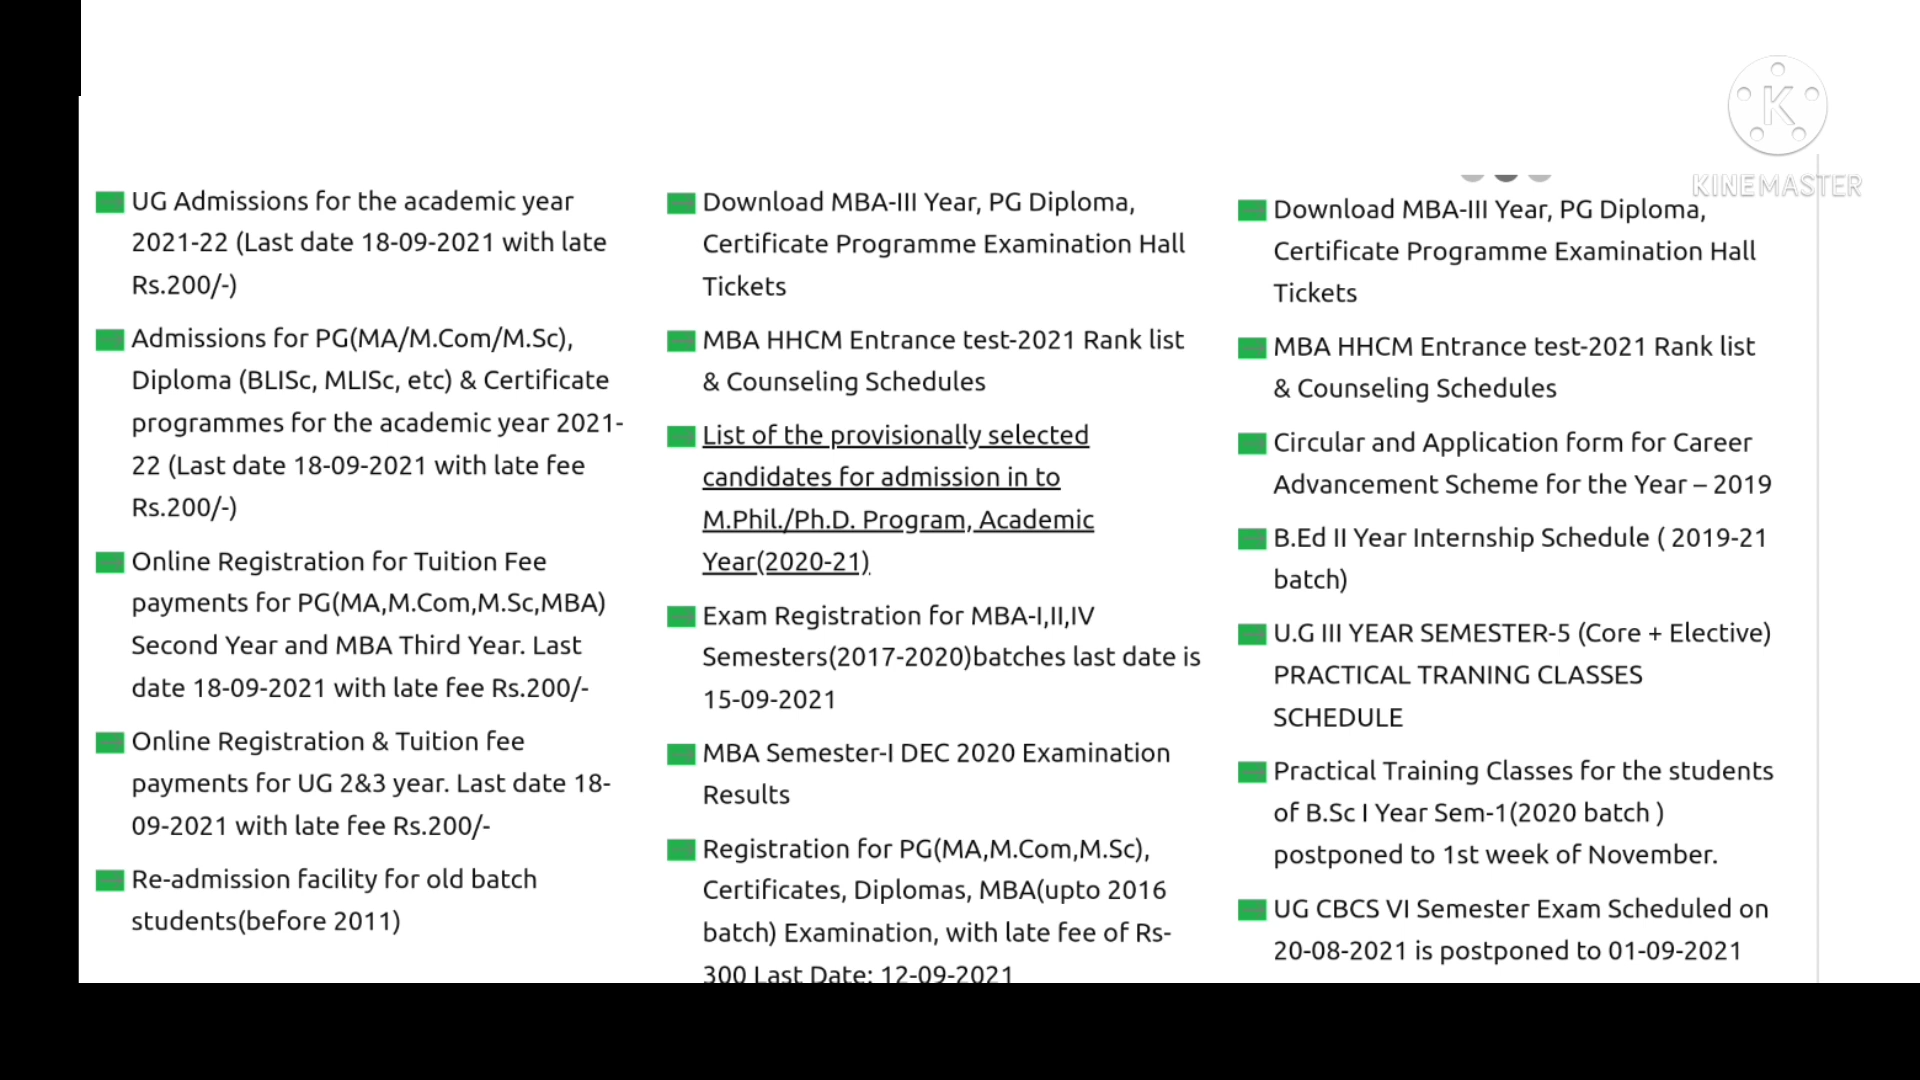 UG Admissions for the academic year
2021-22 (Last date 18-09-2021 with late
Rs.200/-)
Admissions for PG(MA/M.Com/M.Sc),
Diploma (BLISc, MLISc, etc) & Certificate
programmes for the academic year 2021-
22 (Last date 18-09-2021 with late fee
Rs.200/-)
Online Registration for Tuition Fee
payments for PG(MA,M.Com,M.Sc,MBA)
Second Year and MBA Third Year. Last
date 18-09-2021 with late fee Rs.200/-
Online Registration & Tuition fee
payments for UG 2&3 year. Last date 18-
09-2021 with late fee Rs.200/-
Re-admission facility for old batch
students(before 2011)
Download MBA-III Year, PG Diploma,
Certificate Programme Examination Hall
Tickets
MBA HHCM Entrance test-2021 Rank list
& Counseling Schedules
List of the provisionally selected
candidates for admission in to
M.Phil./Ph.D. Program, Academic
Year(2020-21)
Exam Registration for MBA-I,II,IV
Semesters(2017-2020)batches last date is
15-09-2021
MBA Semester-I DEC 2020 Examination
Results
Registration for PG(MA,M.Com,M.Sc),
Certificates, Diplomas, MBA(upto 2016
batch) Examination, with late fee of Rs-
300 Last Date: 12-09-2021
K
KINEMASTER
Download MBA-III Year, PG Diploma,
Certificate Programme Examination Hall
Tickets
MBA HHCM Entrance test-2021 Rank list
& Counseling Schedules
Circular and Application form for Career
Advancement Scheme for the Year – 2019
B.Ed II Year Internship Schedule ( 2019-21
batch)
U.G III YEAR SEMESTER-5 (Core + Elective)
PRACTICAL TRANING CLASSES
SCHEDULE
Practical Training Classes for the students
of B.Sc I Year Sem-1(2020 batch )
postponed to 1st week of November.
UG CBCS VI Semester Exam Scheduled on
20-08-2021 is postponed to 01-09-2021